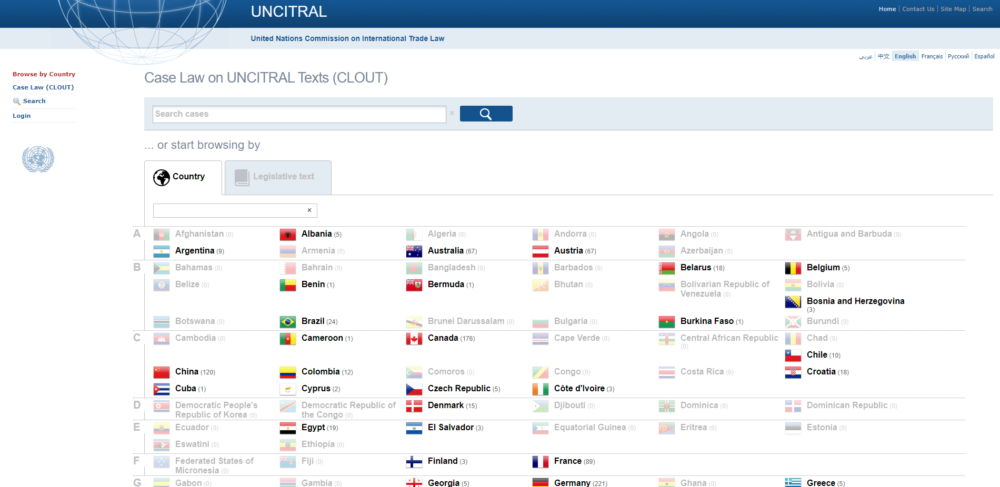 UNCITRAL
Home | Contact Us | Site Map | Search
United Nations Commission on International Trade Law
عربي 中文 English Français Русский Español
Browse by Country
Case Law (CLOUT)
Search
Login
Case Law on UNCITRAL Texts (CLOUT)
Search cases ×
... or start browsing by
Country
Legislative text
×
A
Afghanistan (0) Albania (5) Algeria (0) Andorra (0) Angola (0) Antigua and Barbuda (0)
Argentina (9) Armenia (0) Australia (67) Austria (67) Azerbaijan (0)
B
Bahamas (0) Bahrain (0) Bangladesh (0) Barbados (0) Belarus (18) Belgium (5)
Belize (0) Benin (1) Bermuda (1) Bhutan (0) Bolivarian Republic of
Venezuela (0)
Bolivia (0)
Bosnia and Herzegovina
(3)
Botswana (0) Brazil (24) Brunei Darussalam (0) Bulgaria (0) Burkina Faso (1) Burundi (0)
C
Cambodia (0) Cameroon (1) Canada (176) Cape Verde (0) Central African Republic
(0)
Chad (0)
Chile (10)
China (120) Colombia (12) Comoros (0) Congo (0) Costa Rica (0) Croatia (18)
Cuba (1) Cyprus (2) Czech Republic (5) Côte d'Ivoire (3)
D
Democratic People's
Republic of Korea (0)
Democratic Republic of
the Congo (0)
Denmark (15) Djibouti (0) Dominica (0) Dominican Republic (0)
E
Ecuador (0) Egypt (19) El Salvador (3) Equatorial Guinea (0) Eritrea (0) Estonia (0)
Eswatini (0) Ethiopia (0)
F
Federated States of
Micronesia (0)
Fiji (0) Finland (3) France (89)
G
Gabon (0) Gambia (0) Georgia (5) Germany (221) Ghana (0) Greece (5)